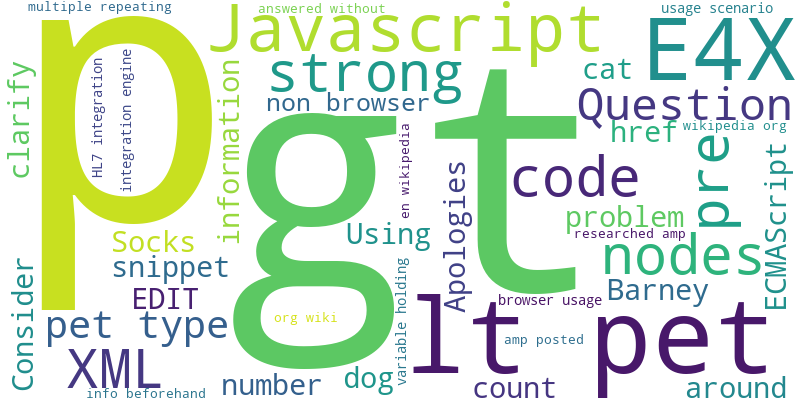 multiple repeating
answered without
usage scenario
p
Javascript
E4X
gt
strong
cat
clarify
HL7 integration
integration engine
information
non browser
Question
href
wikipedia org
en wikipedia
code
pre
ECMAScript
Apologies
problem
researched amp
Socks
Using
nodes
snippet
Consider
EDIT
variable holding
browser usage
Barney
lt
pet
org wiki
pet type
amp posted
XML
number
dog
count
around
info beforehand